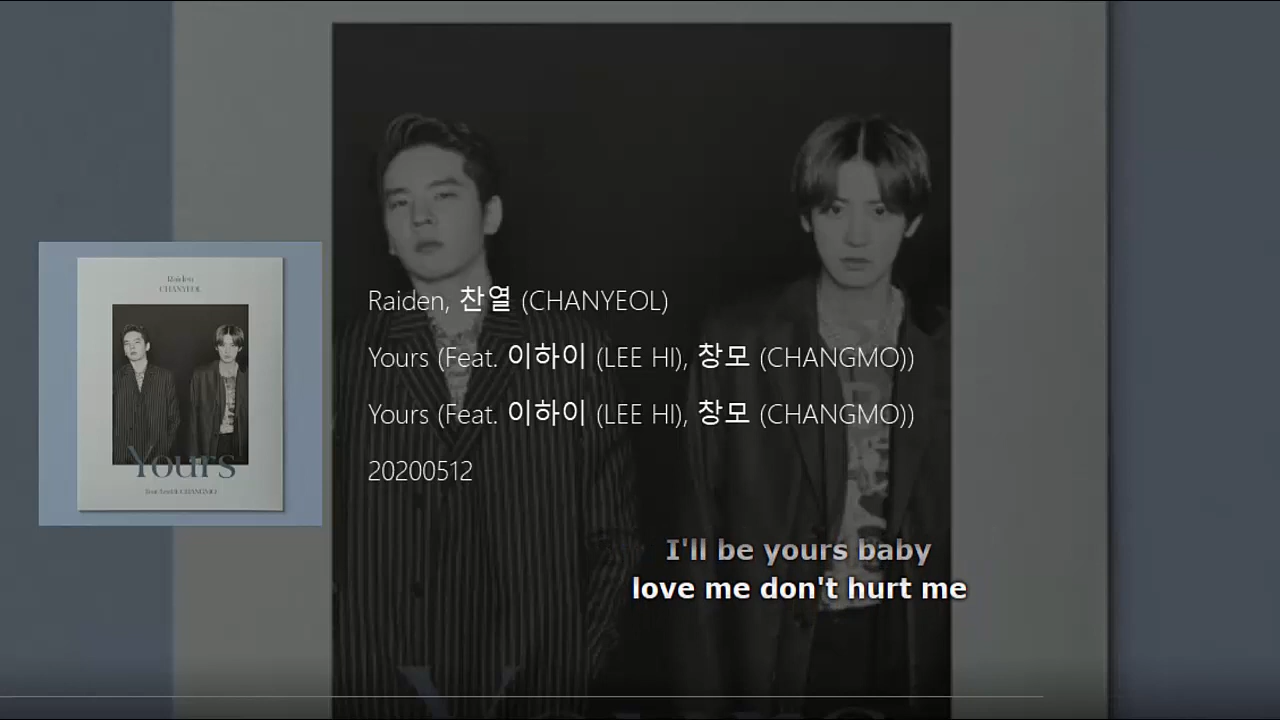 Raiden
CHANYEOL
Yours
Raiden, 찬열 (CHANYEOL)
Yours (Feat. 이하이 (LEE HI), 창모 (CHANGMO))
Yours (Feat. 이하이 (LEE HI), 창모 (CHANGMO))
20200512
I'll be yours baby
love me don't hurt me